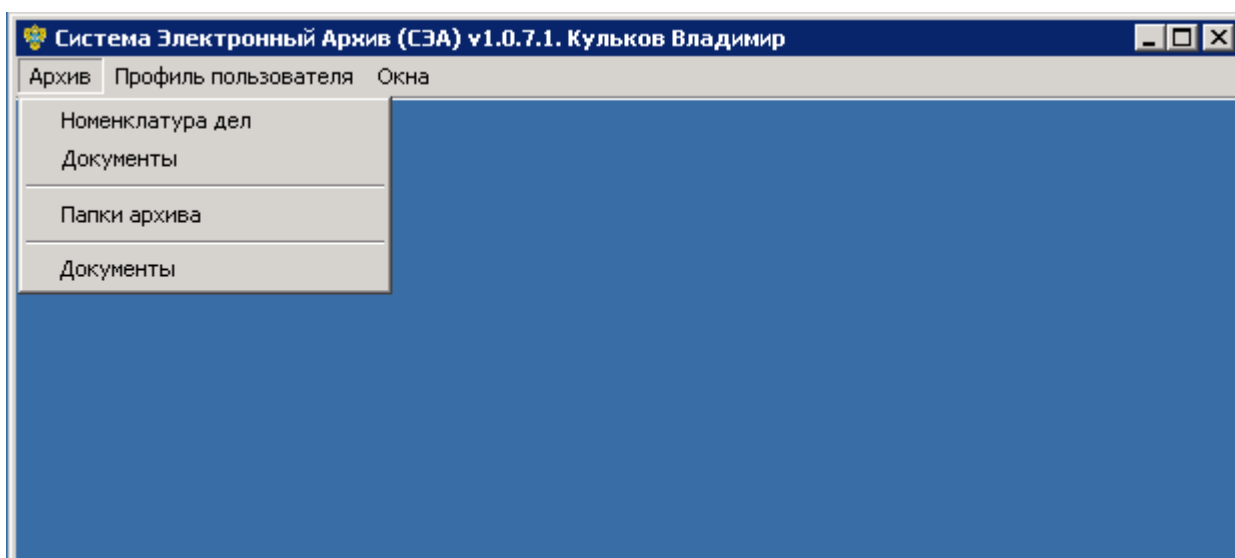 Система Электронный Архив (СЭА) v1.0.7.1. Кульков Владимир
Архив Профиль пользователя Окна
Номенклатура дел
Документы
Папки архива
Документы